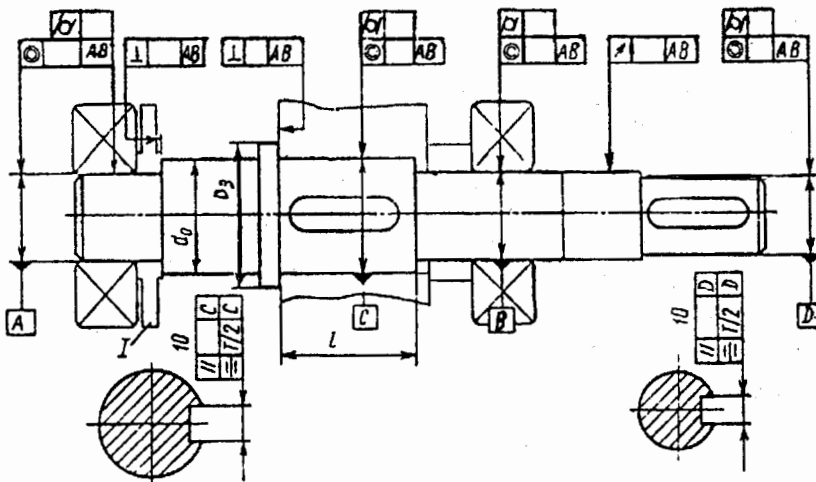 ◎ AB
⊥ AB
⊥ AB
◎ AB
◎ AB
↗ AB
◎ AB
d₀
D₃
A
C
B
D
I
l
10
// C
T/2 C
10
// D
T/2 D